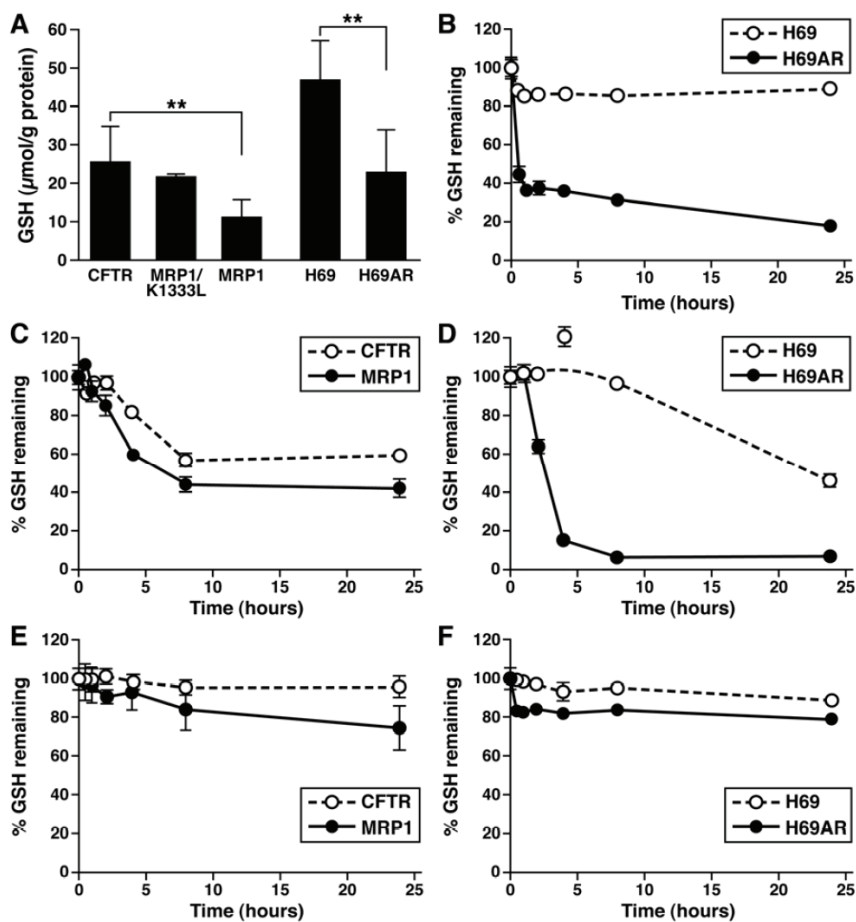 A
GSH (µmol/g protein)
60
50
40
30
20
10
0
**
**
CFTR
MRP1/
K1333L
MRP1
H69
H69AR
B
% GSH remaining
120
100
80
60
40
20
0
H69
H69AR
0 5 10 15 20 25
Time (hours)
C
% GSH remaining
120
100
80
60
40
20
0
CFTR
MRP1
0 5 10 15 20 25
Time (hours)
D
% GSH remaining
120
100
80
60
40
20
0
H69
H69AR
0 5 10 15 20 25
Time (hours)
E
% GSH remaining
120
100
80
60
40
20
0
CFTR
MRP1
0 5 10 15 20 25
Time (hours)
F
% GSH remaining
120
100
80
60
40
20
0
H69
H69AR
0 5 10 15 20 25
Time (hours)